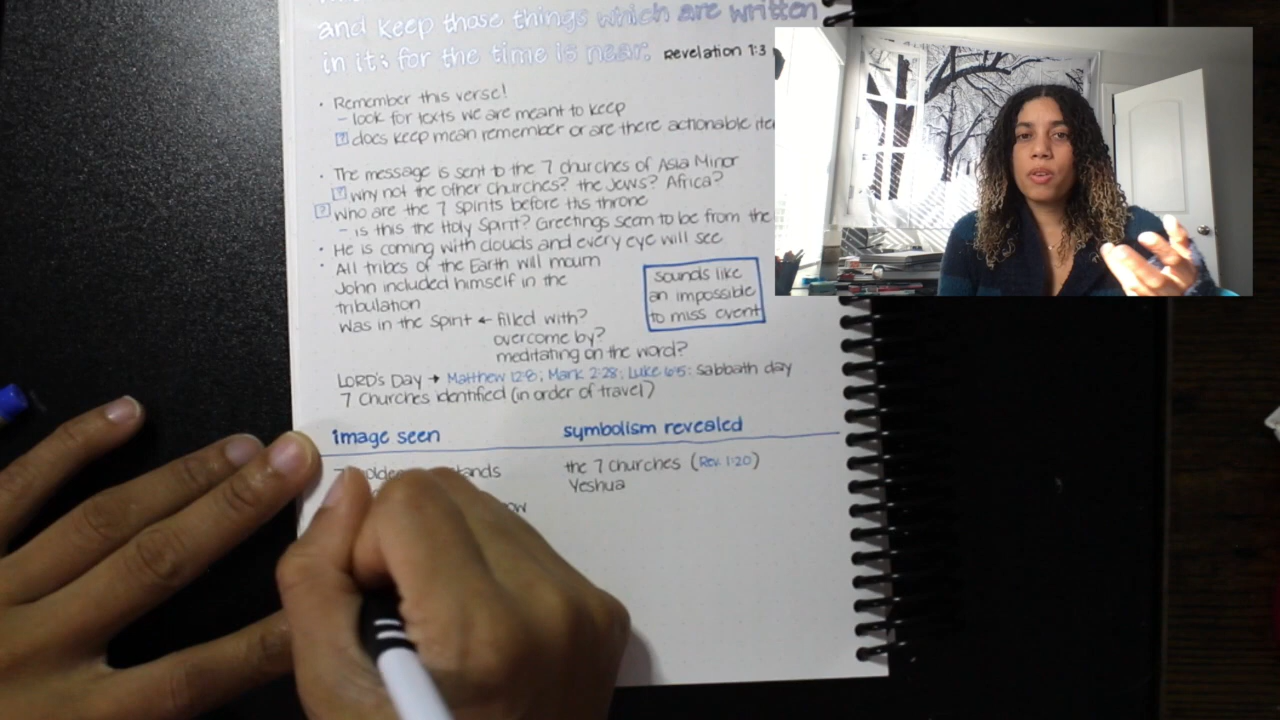 and keep those things which are written
in it; for the time is near. Revelation 1:3
• Remember this verse!
- look for texts we are meant to keep
? does keep mean remember or are there actionable
• The message is sent to the 7 churches of Asia Minor
? why not the other churches? the Jews? Africa?
? Who are the 7 spirits before His throne
- is this the Holy Spirit? Greetings seem to be from the
• He is coming with clouds and every eye will see
• All tribes of the Earth will mourn
John included himself in the
tribulation
Was in the Spirit ← filled with?
overcome by?
meditating on the word?
sounds like
an impossible
to miss event
LORD's Day → Matthew 12:8; Mark 2:28; Luke 6:5: Sabbath day
7 Churches identified (in order of travel)
image seen symbolism revealed
7 the 7 churches (Rev. 1:20)
Yeshua